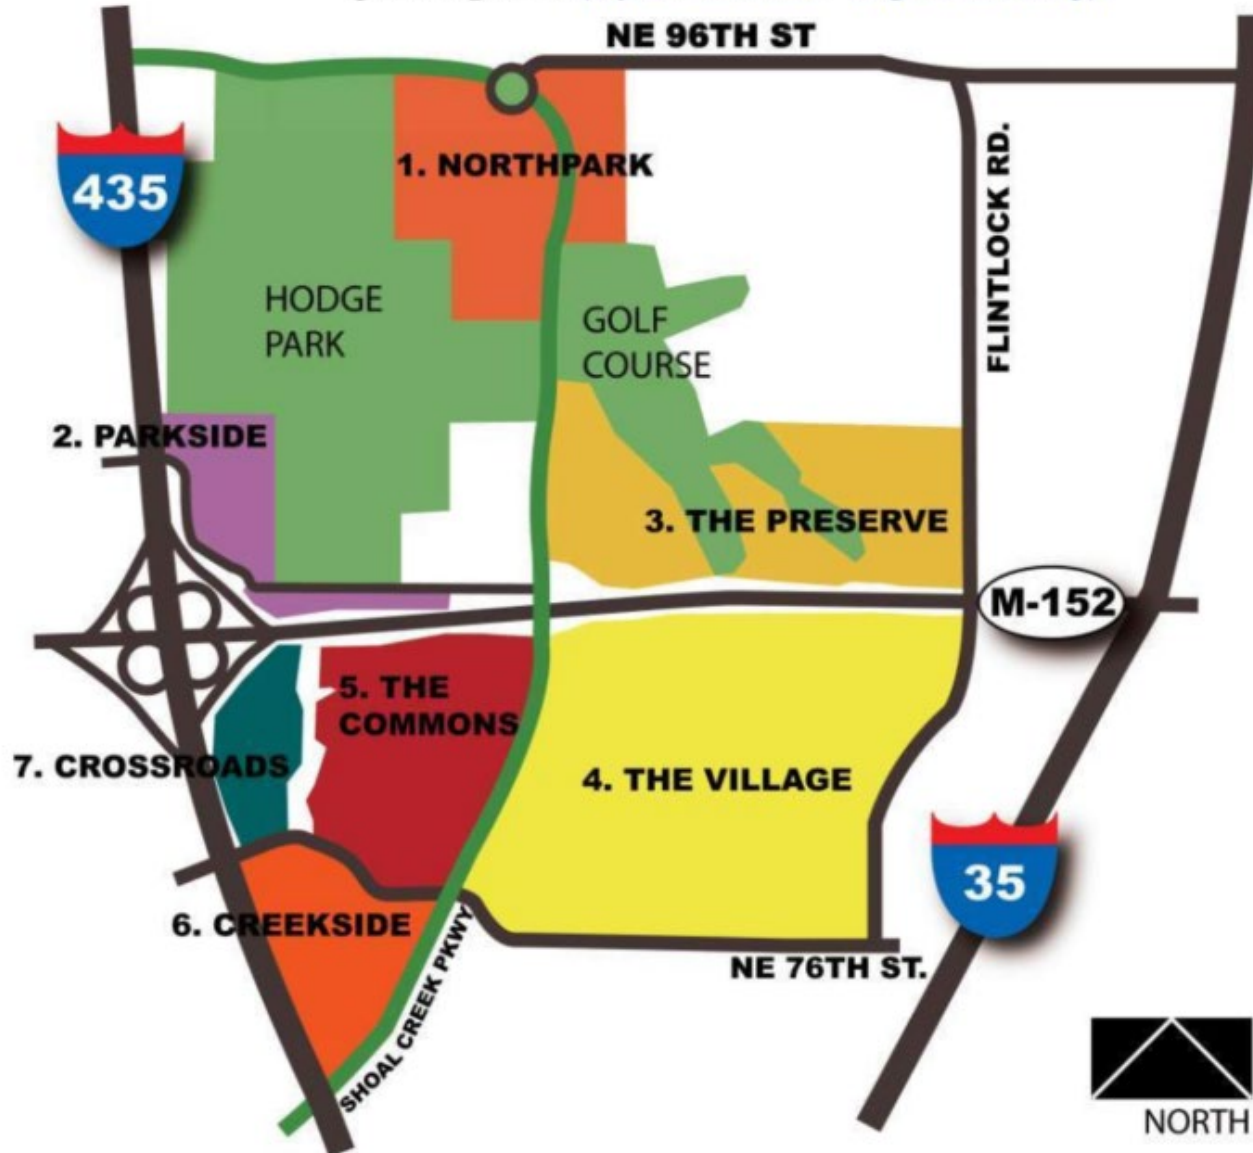 NE 96TH ST
1. NORTHPARK
435
FLINTLOCK RD.
HODGE
PARK
GOLF
COURSE
2. PARKSIDE
3. THE PRESERVE
M-152
5. THE
COMMONS
7. CROSSROADS
4. THE VILLAGE
35
6. CREEKSIDE
NE 76TH ST.
SHOAL CREEK PKWY
NORTH